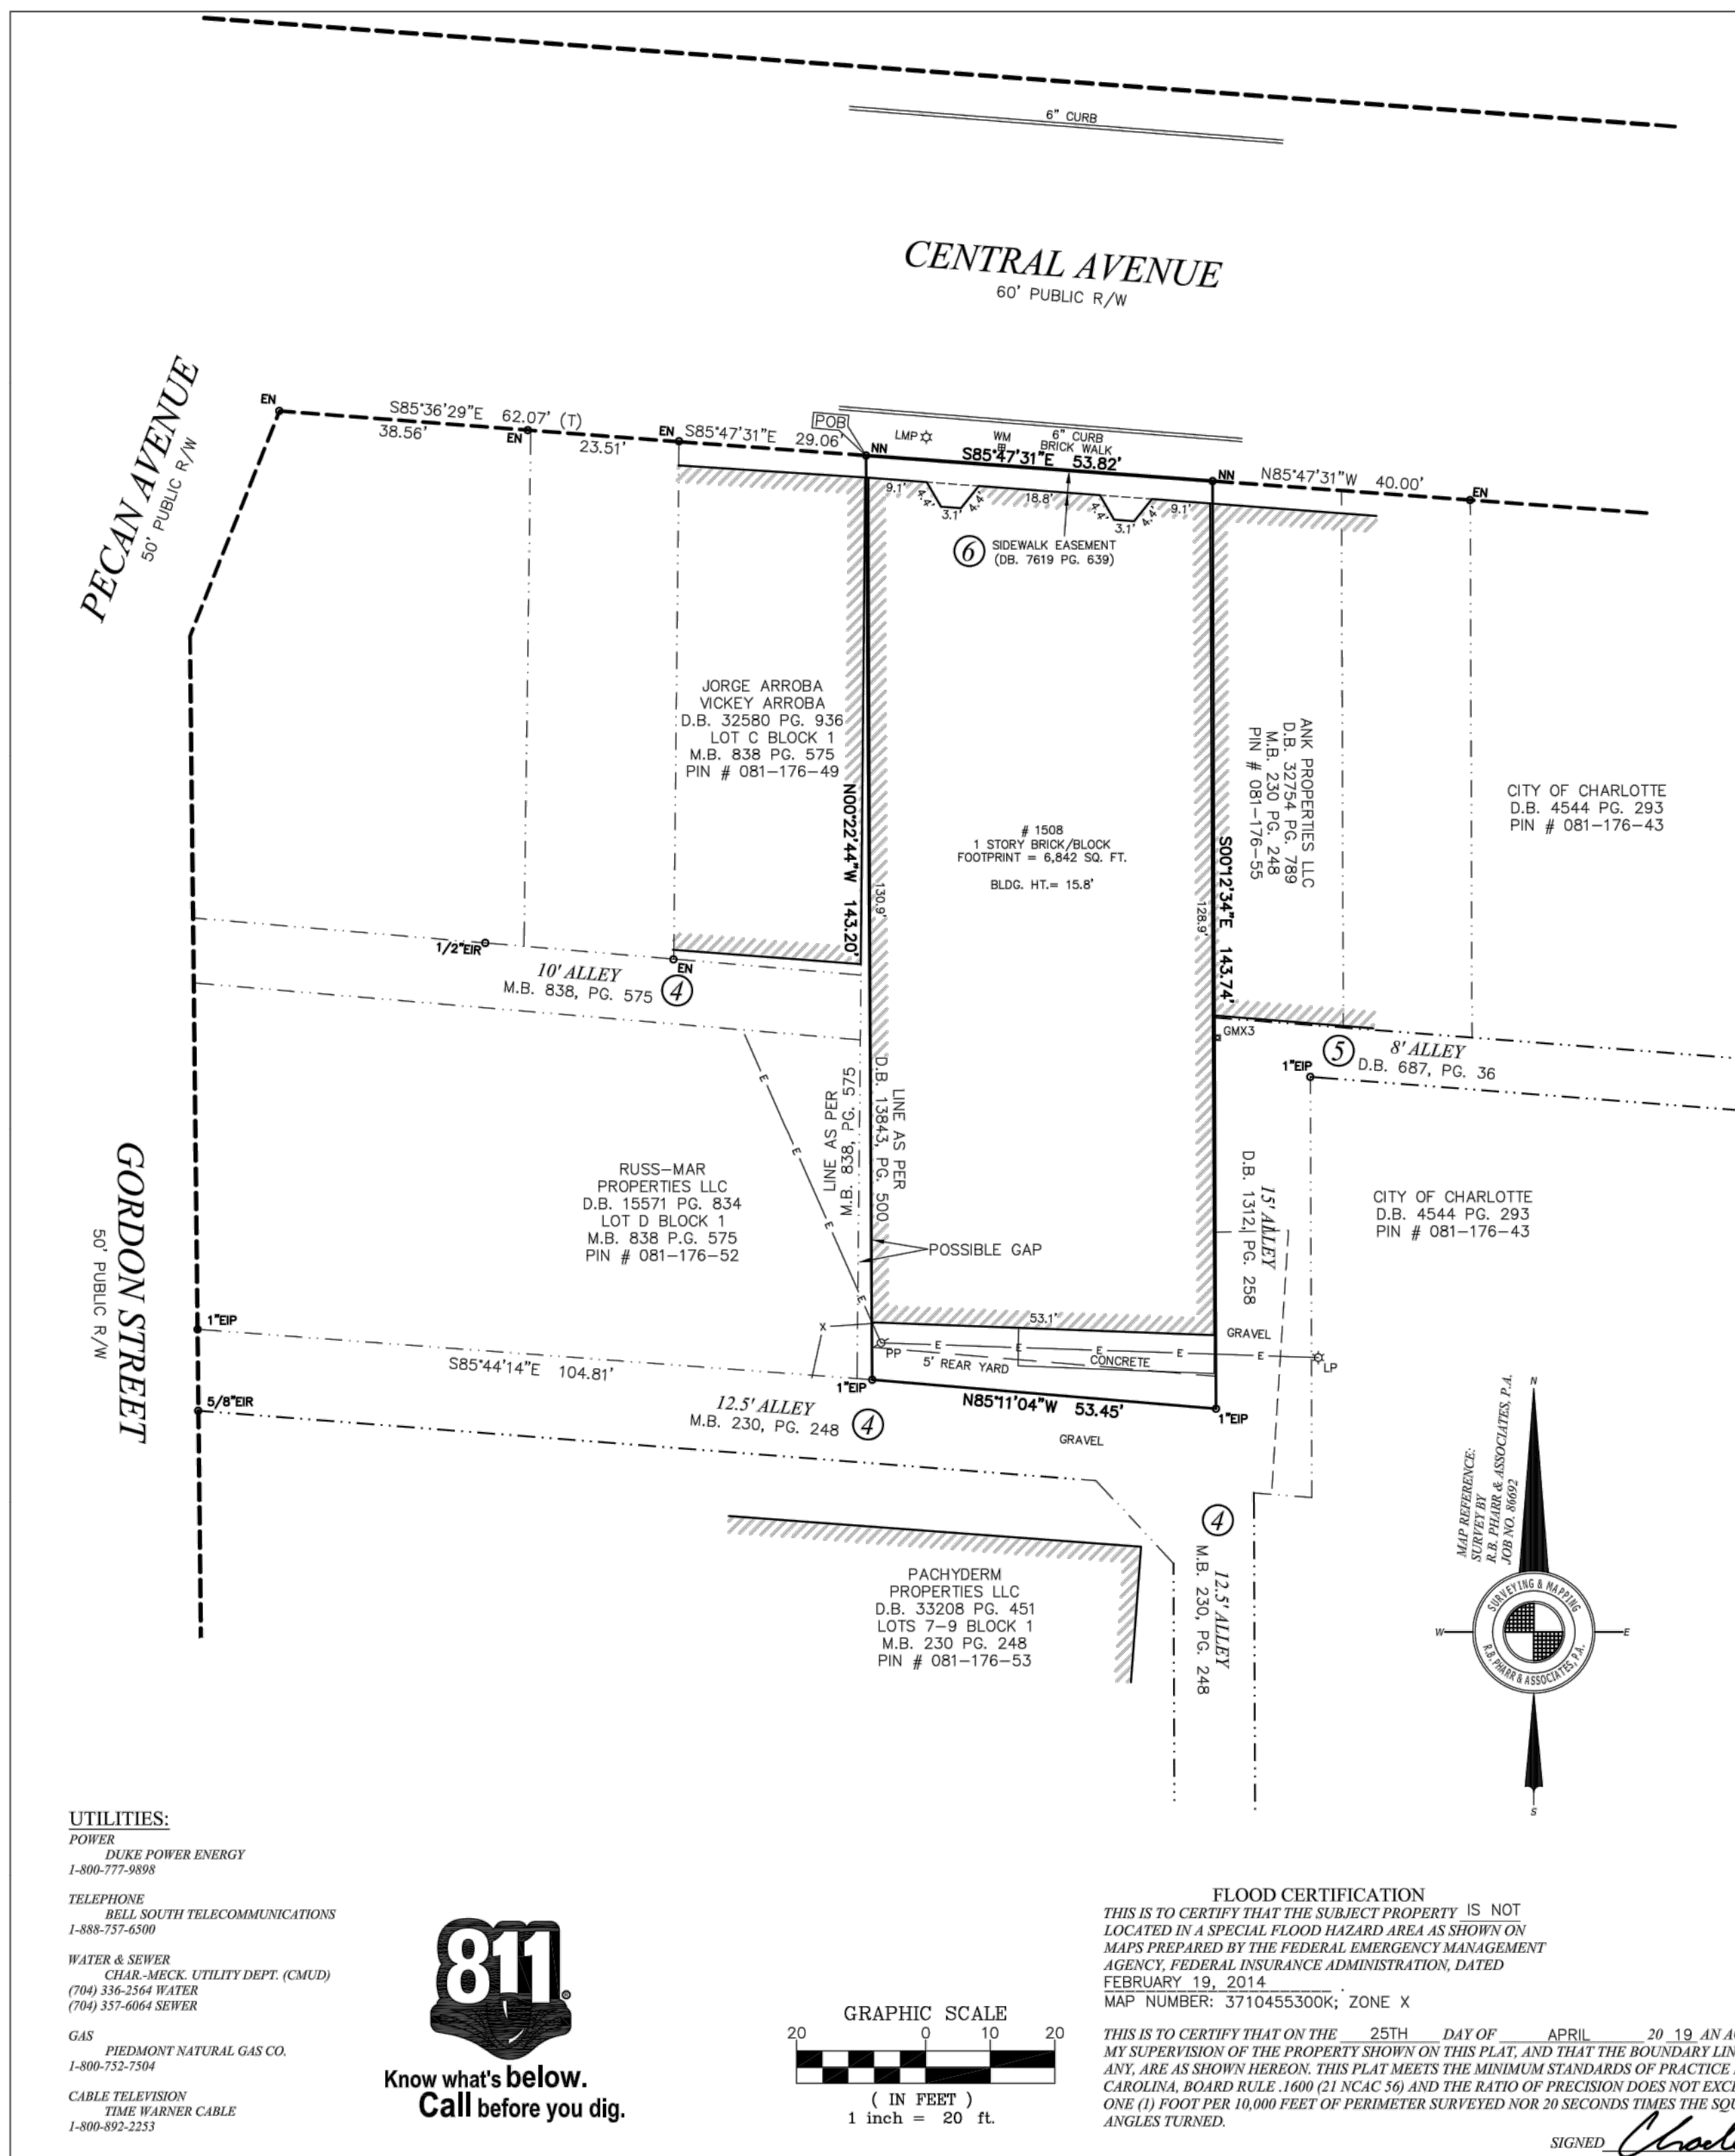 6" CURB
CENTRAL AVENUE
60' PUBLIC R/W
PECAN AVENUE
50' PUBLIC R/W
EN
S85°36'29"E 62.07' (T)
38.56'
EN
23.51'
EN
S85°47'31"E 29.06'
POB
NN
LMP
WM
6" CURB
BRICK WALK
S85°47'31"E 53.82'
NN
N85°47'31"W 40.00'
EN
9.1'
4.4'
3.1'
4.4'
18.8'
4.4'
3.1'
4.4'
9.1'
6
SIDEWALK EASEMENT
(DB. 7619 PG. 639)
JORGE ARROBA
VICKEY ARROBA
D.B. 32580 PG. 936
LOT C BLOCK 1
M.B. 838 PG. 575
PIN # 081-176-49
N00°22'44"W 143.20'
130.9'
# 1508
1 STORY BRICK/BLOCK
FOOTPRINT = 6,842 SQ. FT.
BLDG. HT.= 15.8'
128.9'
S00°12'34"E 143.74'
ANK PROPERTIES LLC
D.B. 32754 PG. 789
M.B. 230 PG. 248
PIN # 081-176-55
CITY OF CHARLOTTE
D.B. 4544 PG. 293
PIN # 081-176-43
1/2"EIR
EN
10' ALLEY
M.B. 838, PG. 575
4
GMX3
5
8' ALLEY
D.B. 687, PG. 36
1"EIP
LINE AS PER
M.B. 838, PG. 575
LINE AS PER
D.B. 13843, PG. 500
E
E
E
E
RUSS-MAR
PROPERTIES LLC
D.B. 15571 PG. 834
LOT D BLOCK 1
M.B. 838 P.G. 575
PIN # 081-176-52
POSSIBLE GAP
15' ALLEY
D.B. 1312, PG. 258
CITY OF CHARLOTTE
D.B. 4544 PG. 293
PIN # 081-176-43
GORDON STREET
50' PUBLIC R/W
1"EIP
5/8"EIR
S85°44'14"E 104.81'
X
PP
53.1'
E
E
E
E
E
5' REAR YARD
CONCRETE
GRAVEL
LP
1"EIP
N85°11'04"W 53.45'
1"EIP
12.5' ALLEY
M.B. 230, PG. 248
4
GRAVEL
4
12.5' ALLEY
M.B. 230, PG. 248
PACHYDERM
PROPERTIES LLC
D.B. 33208 PG. 451
LOTS 7-9 BLOCK 1
M.B. 230 PG. 248
PIN # 081-176-53
MAP REFERENCE:
SURVEY BY
R.B. PHARR & ASSOCIATES, P.A.
JOB NO. 86692
N
W
E
S
SURVEYING & MAPPING
R.B. PHARR & ASSOCIATES, P.A.
UTILITIES:
POWER
DUKE POWER ENERGY
1-800-777-9898
TELEPHONE
BELL SOUTH TELECOMMUNICATIONS
1-888-757-6500
WATER & SEWER
CHAR.-MECK. UTILITY DEPT. (CMUD)
(704) 336-2564 WATER
(704) 357-6064 SEWER
GAS
PIEDMONT NATURAL GAS CO.
1-800-752-7504
CABLE TELEVISION
TIME WARNER CABLE
1-800-892-2253
811®
Know what's below.
Call before you dig.
GRAPHIC SCALE
20 0 10 20
( IN FEET )
1 inch = 20 ft.
FLOOD CERTIFICATION
THIS IS TO CERTIFY THAT THE SUBJECT PROPERTY IS NOT
LOCATED IN A SPECIAL FLOOD HAZARD AREA AS SHOWN ON
MAPS PREPARED BY THE FEDERAL EMERGENCY MANAGEMENT
AGENCY, FEDERAL INSURANCE ADMINISTRATION, DATED
FEBRUARY 19, 2014 .
MAP NUMBER: 3710455300K; ZONE X
THIS IS TO CERTIFY THAT ON THE 25TH DAY OF APRIL 20 19 AN
MY SUPERVISION OF THE PROPERTY SHOWN ON THIS PLAT, AND THAT THE BOUNDARY
ANY, ARE AS SHOWN HEREON. THIS PLAT MEETS THE MINIMUM STANDARDS OF PRACTICE
CAROLINA, BOARD RULE .1600 (21 NCAC 56) AND THE RATIO OF PRECISION DOES NOT
ONE (1) FOOT PER 10,000 FEET OF PERIMETER SURVEYED NOR 20 SECONDS TIMES THE
ANGLES TURNED.
SIGNED